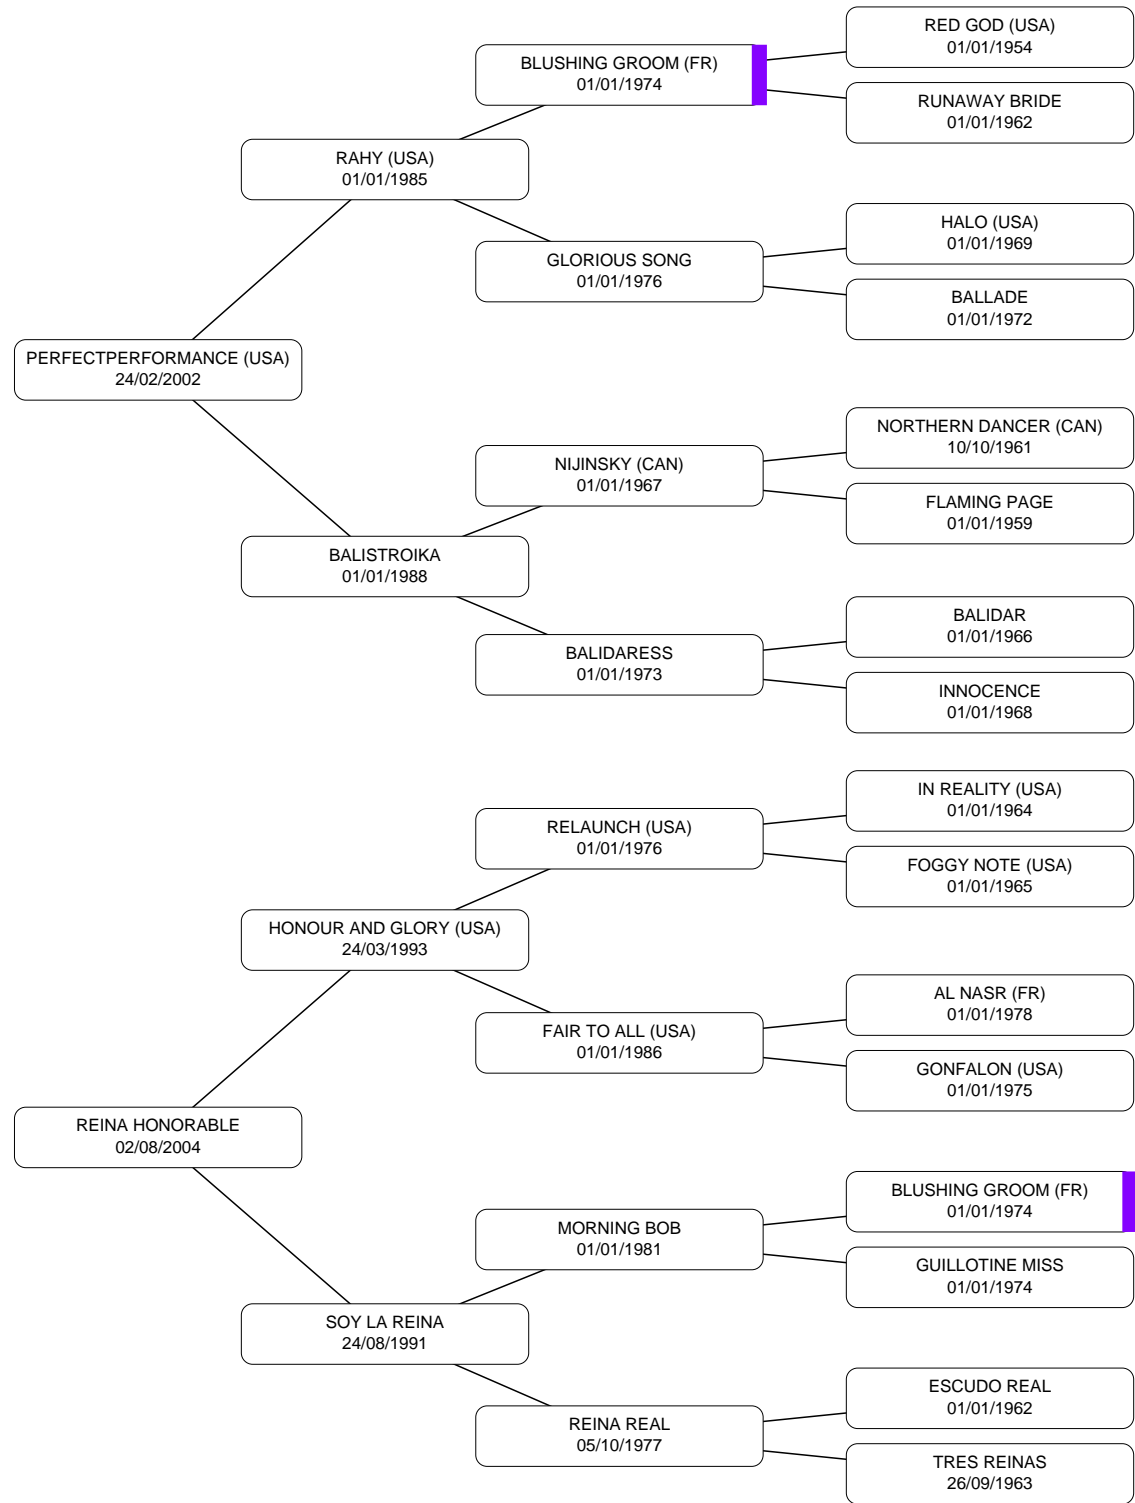 RED GOD (USA)
01/01/1954
BLUSHING GROOM (FR)
01/01/1974
RUNAWAY BRIDE
01/01/1962
RAHY (USA)
01/01/1985
HALO (USA)
01/01/1969
GLORIOUS SONG
01/01/1976
BALLADE
01/01/1972
PERFECTPERFORMANCE (USA)
24/02/2002
NORTHERN DANCER (CAN)
10/10/1961
NIJINSKY (CAN)
01/01/1967
FLAMING PAGE
01/01/1959
BALISTROIKA
01/01/1988
BALIDAR
01/01/1966
BALIDARESS
01/01/1973
INNOCENCE
01/01/1968
IN REALITY (USA)
01/01/1964
RELAUNCH (USA)
01/01/1976
FOGGY NOTE (USA)
01/01/1965
HONOUR AND GLORY (USA)
24/03/1993
AL NASR (FR)
01/01/1978
FAIR TO ALL (USA)
01/01/1986
GONFALON (USA)
01/01/1975
REINA HONORABLE
02/08/2004
BLUSHING GROOM (FR)
01/01/1974
MORNING BOB
01/01/1981
GUILLOTINE MISS
01/01/1974
SOY LA REINA
24/08/1991
ESCUDO REAL
01/01/1962
REINA REAL
05/10/1977
TRES REINAS
26/09/1963